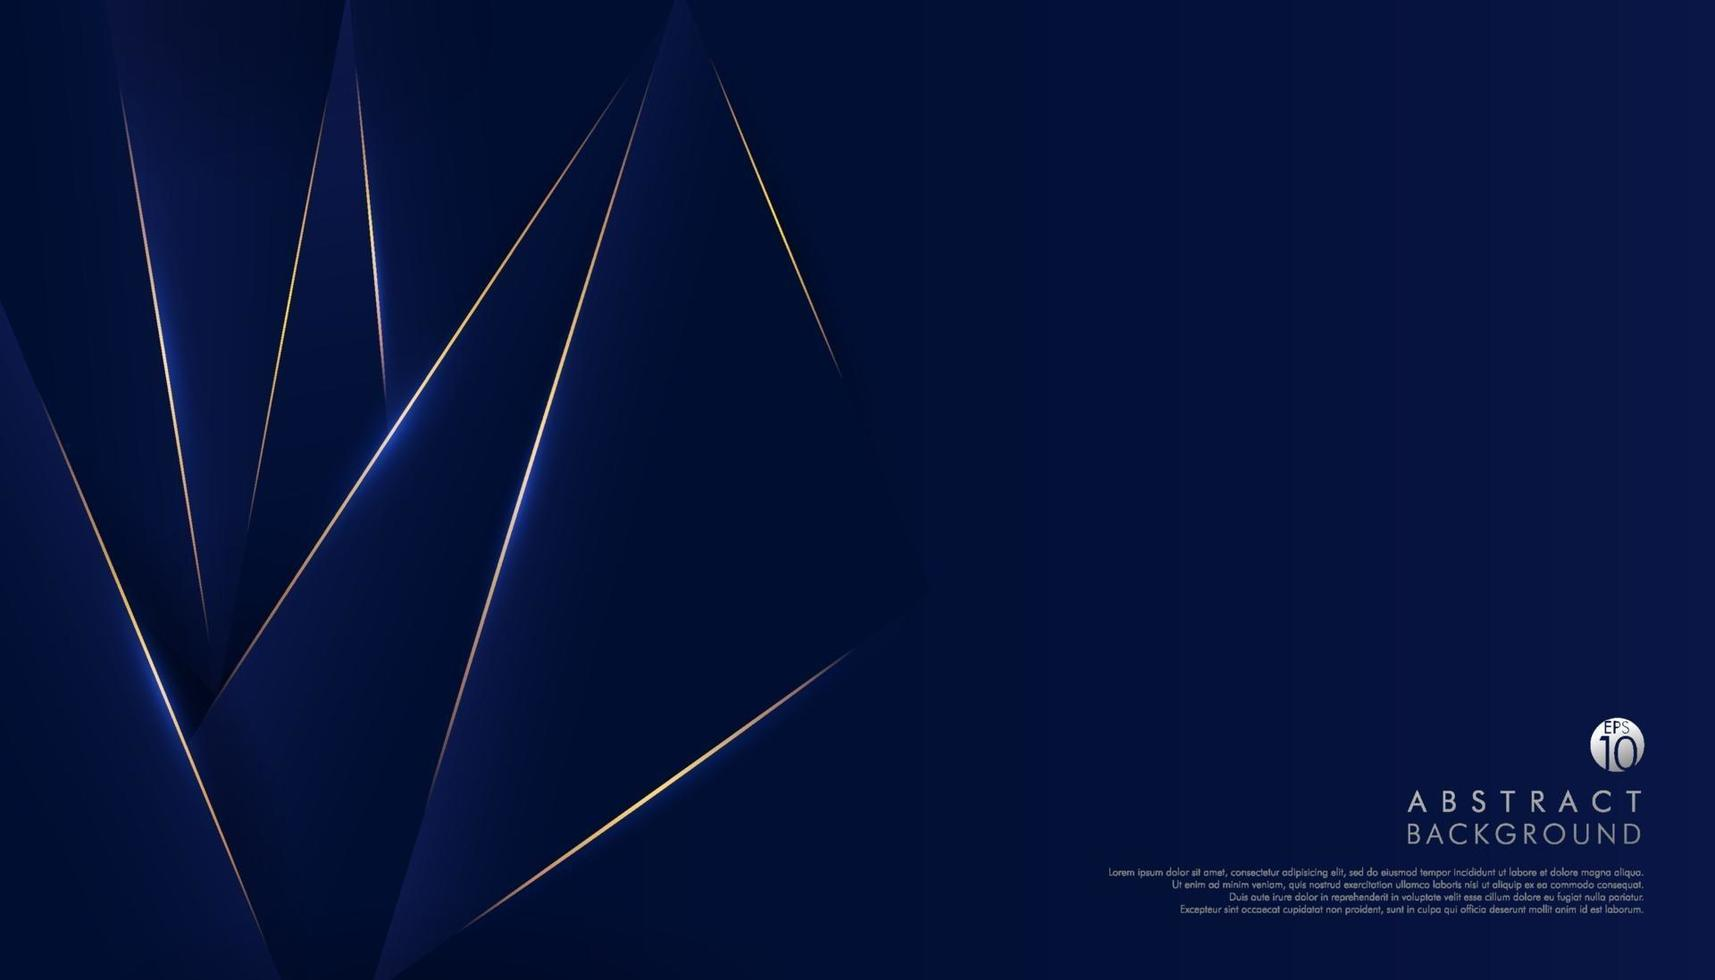 EPS
10
ABSTRACT
BACKGROUND
Lorem ipsum dolor sit amet, consectetur adipisicing elit, sed do eiusmod tempor incididunt ut labore et dolore magna aliqua.
Ut enim ad minim veniam, quis nostrud exercitation ullamco laboris nisi ut aliquip ex ea commodo consequat.
Duis aute irure dolor in reprehenderit in voluptate velit esse cillum dolore eu fugiat nulla pariatur.
Excepteur sint occaecat cupidatat non proident, sunt in culpa qui officia deserunt mollit anim id est laborum.